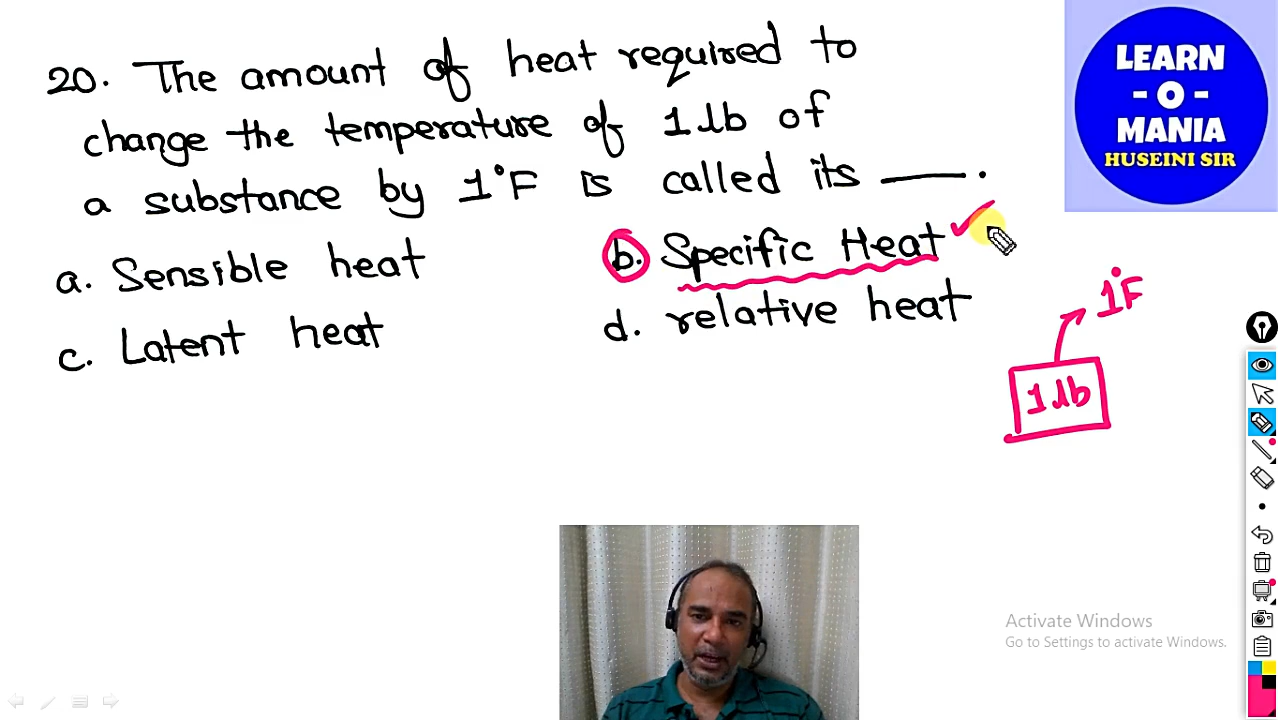 20. The amount of heat required to
change the temperature of 1 lb of
a substance by 1°F is called its ____.
a. Sensible heat
b. Specific Heat
c. Latent heat
d. relative heat
1°F
1 lb
LEARN
- O -
MANIA
HUSEINI SIR
Activate Windows
Go to Settings to activate Windows.